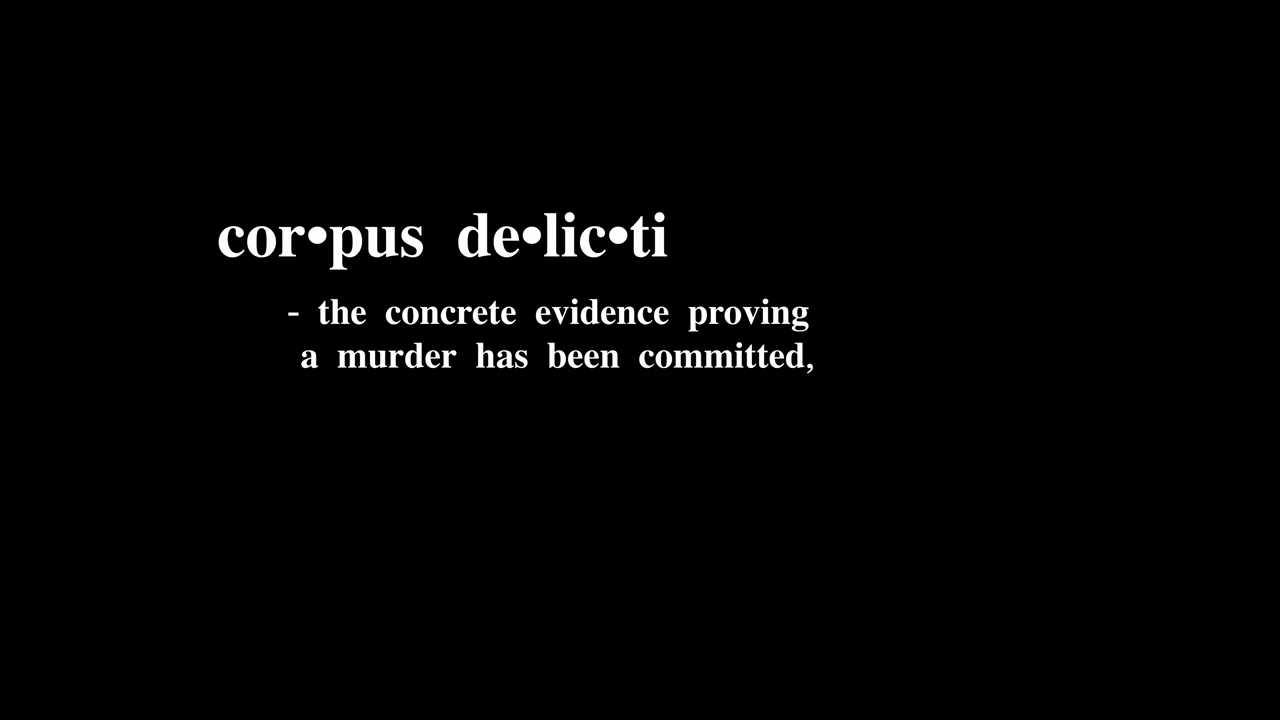 cor•pus de•lic•ti
- the concrete evidence proving
a murder has been committed,